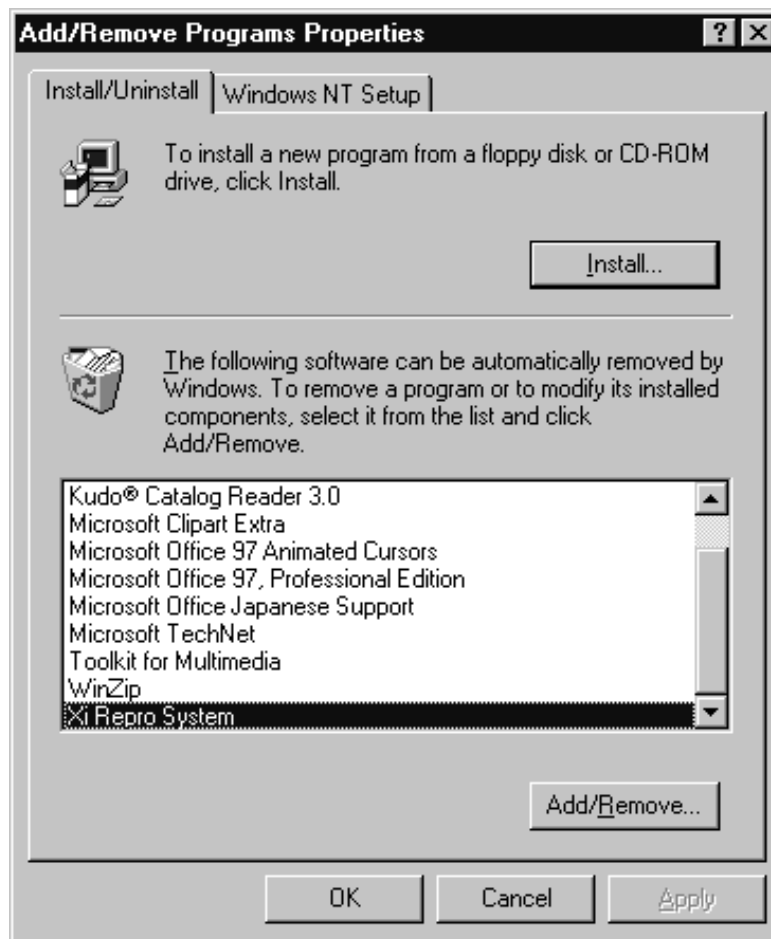 Add/Remove Programs Properties
Install/Uninstall
Windows NT Setup
To install a new program from a floppy disk or CD-ROM
drive, click Install.
Install...
The following software can be automatically removed by
Windows. To remove a program or to modify its installed
components, select it from the list and click
Add/Remove.
Kudo® Catalog Reader 3.0
Microsoft Clipart Extra
Microsoft Office 97 Animated Cursors
Microsoft Office 97, Professional Edition
Microsoft Office Japanese Support
Microsoft TechNet
Toolkit for Multimedia
WinZip
Xi Repro System
Add/Remove...
OK
Cancel
Apply